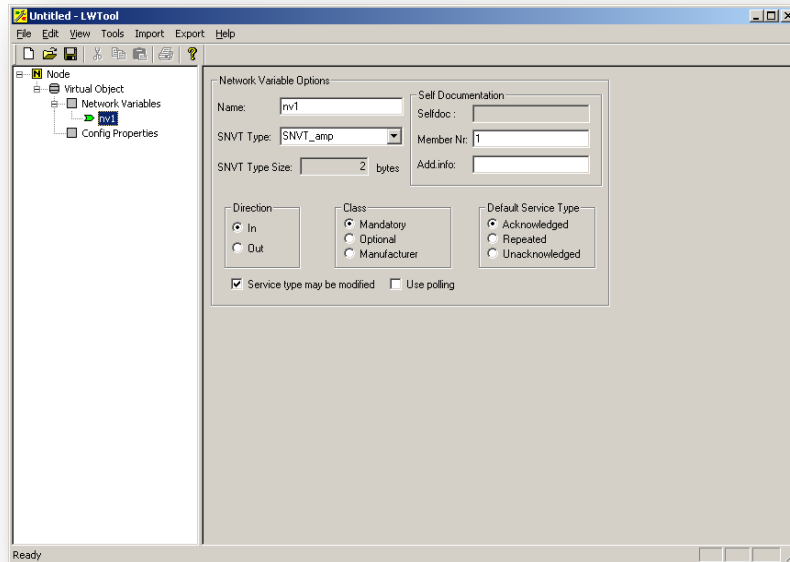 Untitled - LWTool
File Edit View Tools Import Export Help
N Node
Virtual Object
Network Variables
nv1
Config Properties
Network Variable Options
Name: nv1
SNVT Type: SNVT_amp
SNVT Type Size: 2 bytes
Self Documentation
Selfdoc :
Member Nr: 1
Add.info:
Direction
In
Out
Class
Mandatory
Optional
Manufacturer
Default Service Type
Acknowledged
Repeated
Unacknowledged
Service type may be modified Use polling
Ready